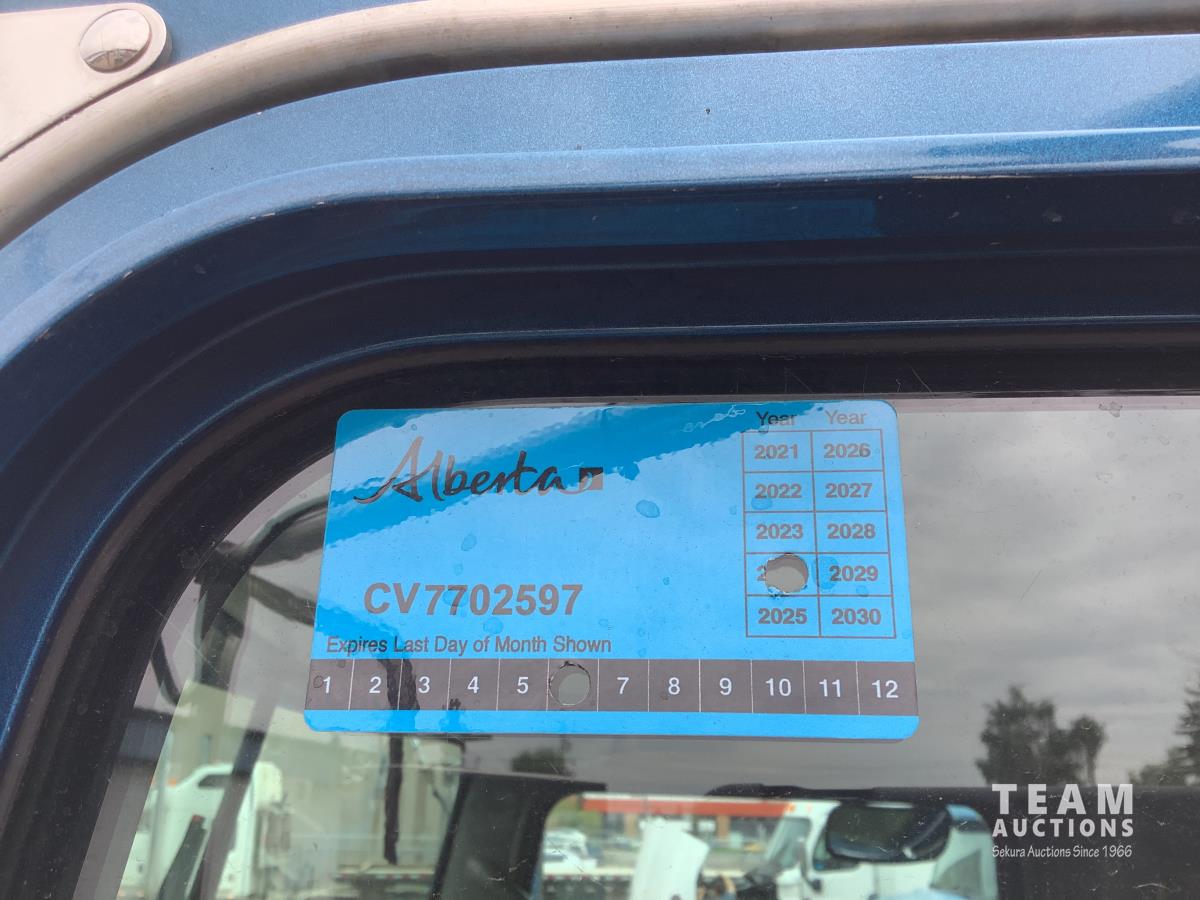 Alberta
Year Year
2021 2026
2022 2027
2023 2028
2029
2025 2030
CV7702597
Expires Last Day of Month Shown
1 2 3 4 5 7 8 9 10 11 12
TEAM
AUCTIONS
Sekura Auctions Since 1966